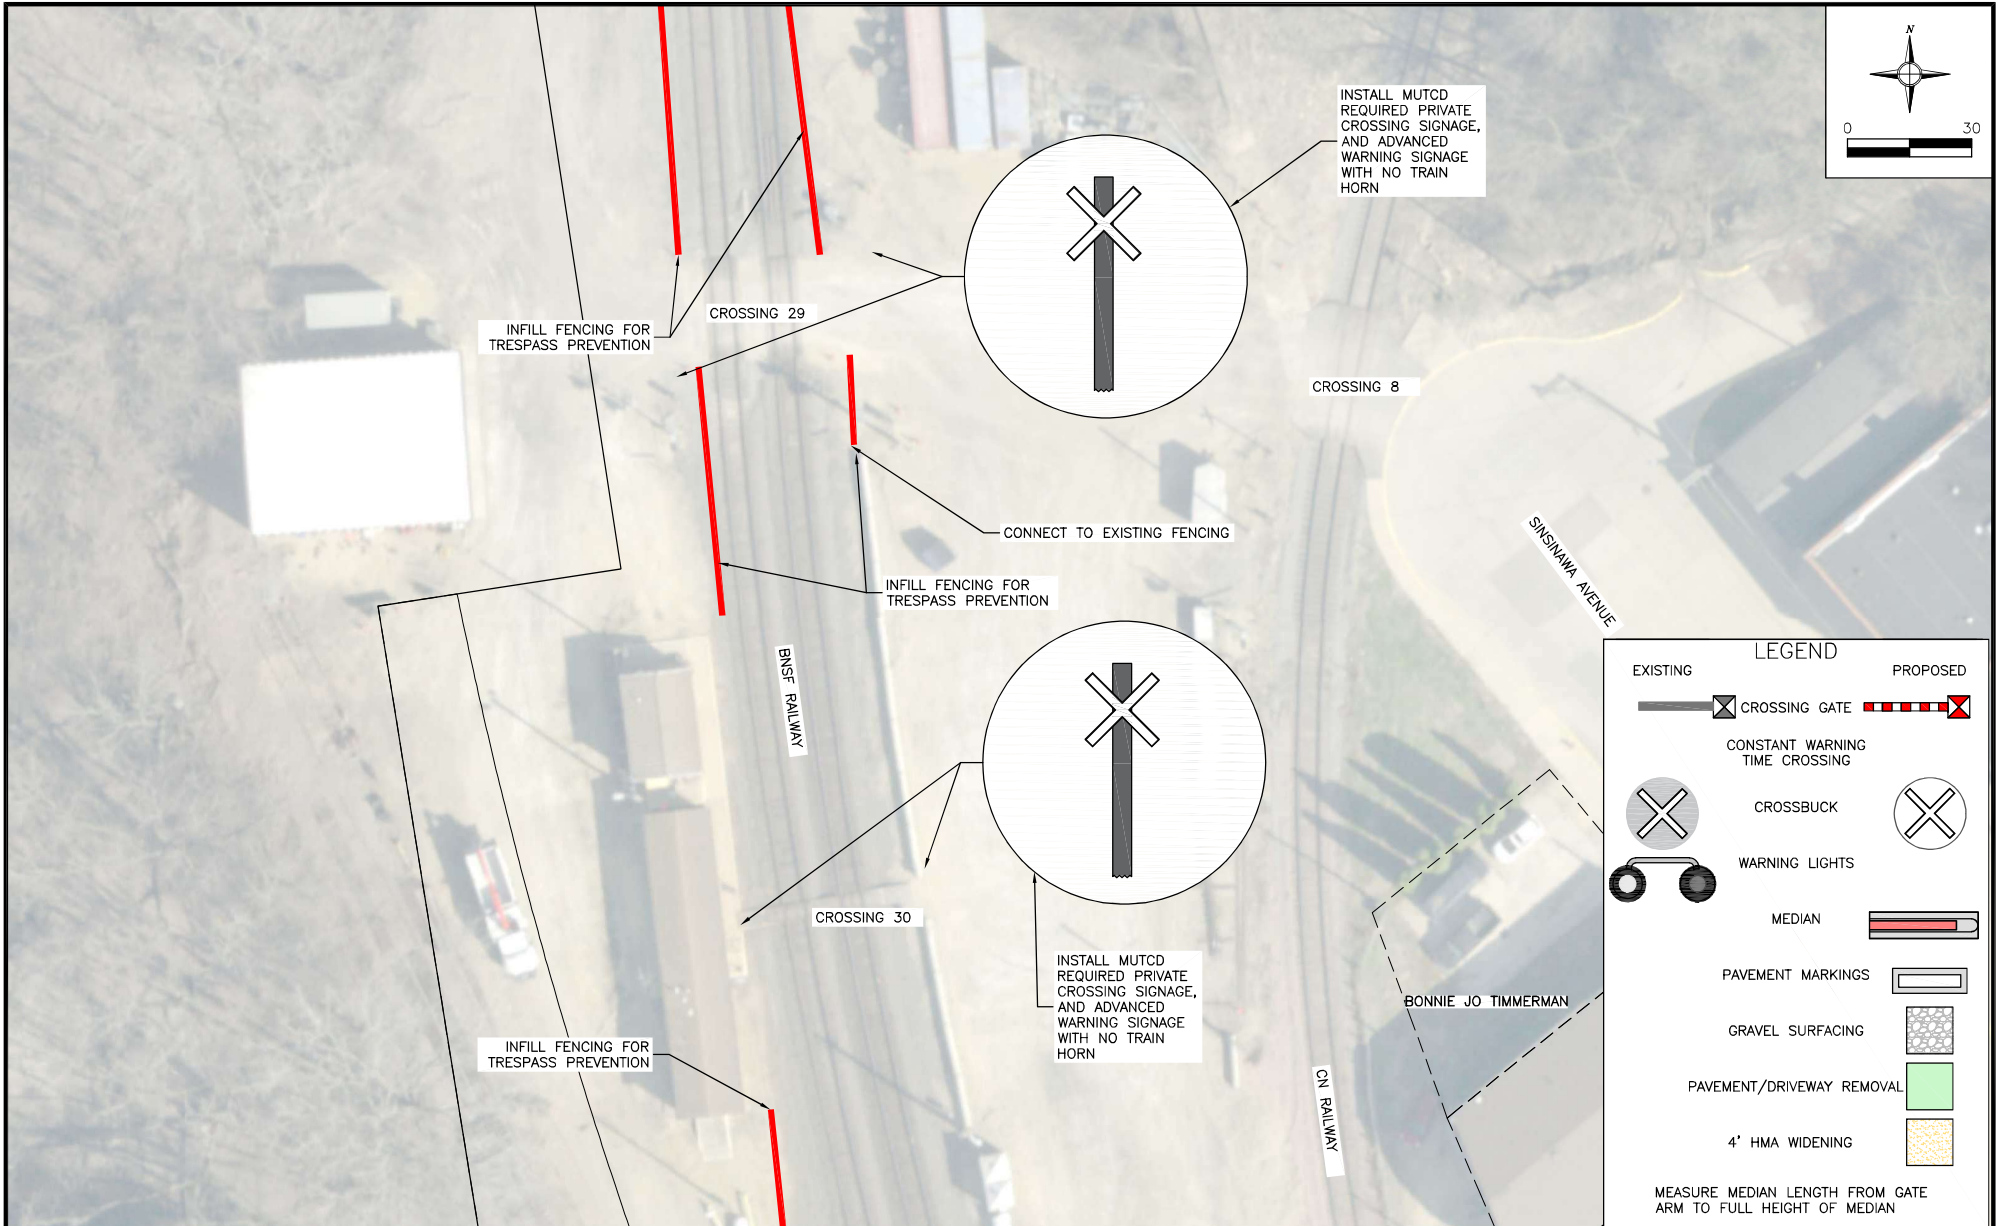 N
0 30
INSTALL MUTCD
REQUIRED PRIVATE
CROSSING SIGNAGE,
AND ADVANCED
WARNING SIGNAGE
WITH NO TRAIN
HORN
CROSSING 29
INFILL FENCING FOR
TRESPASS PREVENTION
CROSSING 8
CONNECT TO EXISTING FENCING
SINSINAWA AVENUE
INFILL FENCING FOR
TRESPASS PREVENTION
BNSF RAILWAY
CROSSING 30
INSTALL MUTCD
REQUIRED PRIVATE
CROSSING SIGNAGE,
AND ADVANCED
WARNING SIGNAGE
WITH NO TRAIN
HORN
BONNIE JO TIMMERMAN
INFILL FENCING FOR
TRESPASS PREVENTION
CN RAILWAY
LEGEND
EXISTING PROPOSED
CROSSING GATE
CONSTANT WARNING
TIME CROSSING
CROSSBUCK
WARNING LIGHTS
MEDIAN
PAVEMENT MARKINGS
GRAVEL SURFACING
PAVEMENT/DRIVEWAY REMOVAL
4' HMA WIDENING
MEASURE MEDIAN LENGTH FROM GATE
ARM TO FULL HEIGHT OF MEDIAN